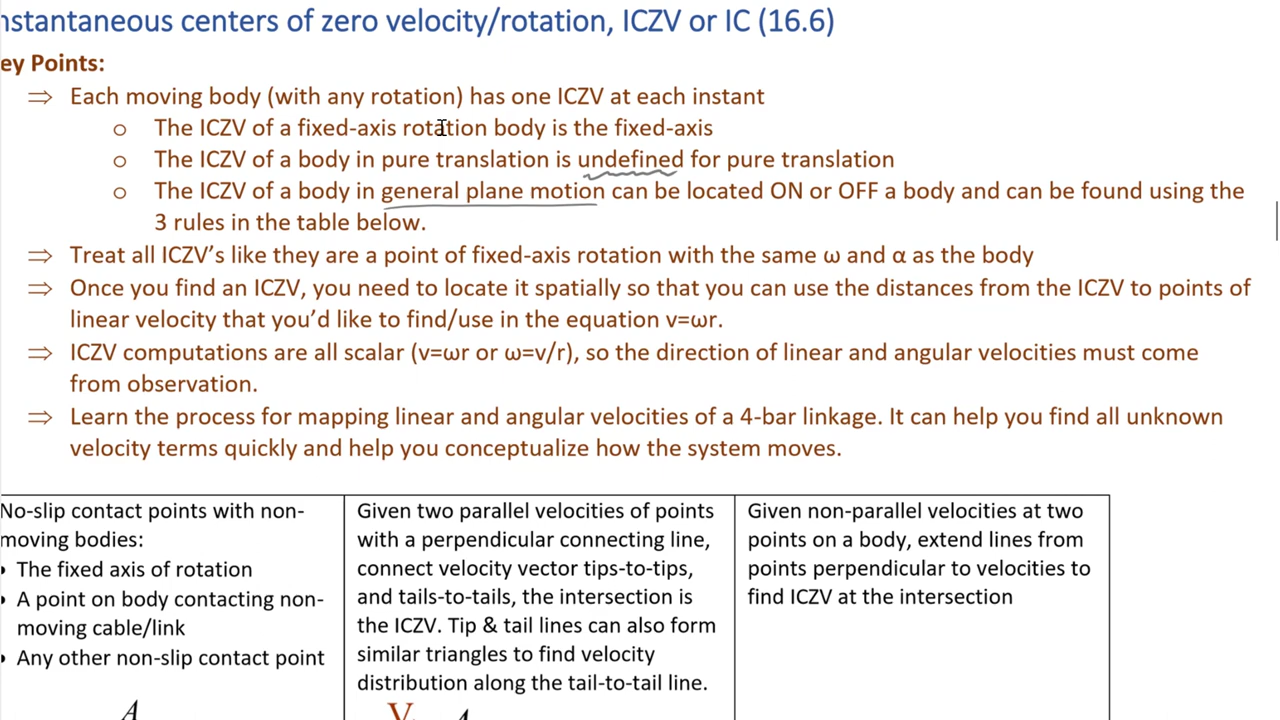 nstantaneous centers of zero velocity/rotation, ICZV or IC (16.6)
ey Points:
⇒ Each moving body (with any rotation) has one ICZV at each instant
o The ICZV of a fixed-axis rotation body is the fixed-axis
o The ICZV of a body in pure translation is undefined for pure translation
o The ICZV of a body in general plane motion can be located ON or OFF a body and can be found using the
3 rules in the table below.
⇒ Treat all ICZV’s like they are a point of fixed-axis rotation with the same ω and α as the body
⇒ Once you find an ICZV, you need to locate it spatially so that you can use the distances from the ICZV to points of
linear velocity that you’d like to find/use in the equation v=ωr.
⇒ ICZV computations are all scalar (v=ωr or ω=v/r), so the direction of linear and angular velocities must come
from observation.
⇒ Learn the process for mapping linear and angular velocities of a 4-bar linkage. It can help you find all unknown
velocity terms quickly and help you conceptualize how the system moves.
No-slip contact points with non-
moving bodies:
• The fixed axis of rotation
• A point on body contacting non-
moving cable/link
• Any other non-slip contact point
A
Given two parallel velocities of points
with a perpendicular connecting line,
connect velocity vector tips-to-tips,
and tails-to-tails, the intersection is
the ICZV. Tip & tail lines can also form
similar triangles to find velocity
distribution along the tail-to-tail line.
V A
Given non-parallel velocities at two
points on a body, extend lines from
points perpendicular to velocities to
find ICZV at the intersection